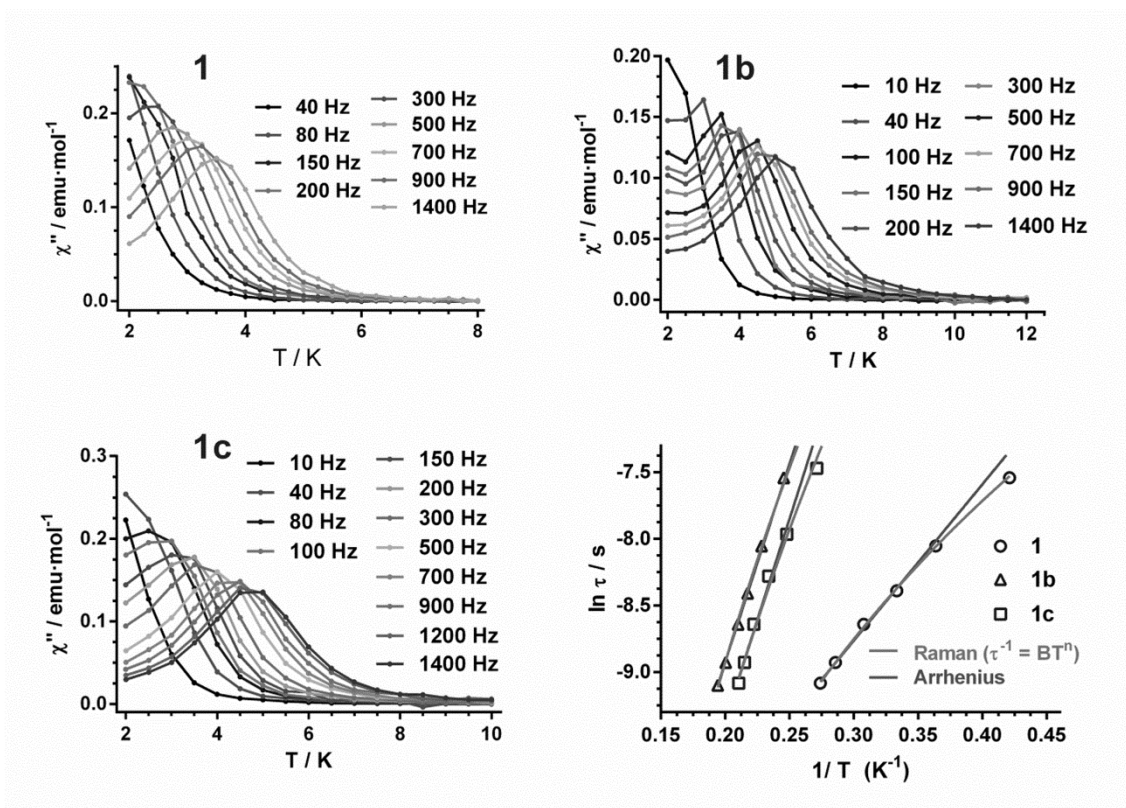 1
χ'' / emu·mol⁻¹
0.2
0.1
0.0
2
4
6
8
T / K
40 Hz
80 Hz
150 Hz
200 Hz
300 Hz
500 Hz
700 Hz
900 Hz
1400 Hz
1b
χ'' / emu·mol⁻¹
0.20
0.15
0.10
0.05
0.00
2
4
6
8
10
12
T / K
10 Hz
40 Hz
100 Hz
150 Hz
200 Hz
300 Hz
500 Hz
700 Hz
900 Hz
1400 Hz
1c
χ'' / emu·mol⁻¹
0.3
0.2
0.1
0.0
2
4
6
8
10
T / K
10 Hz
40 Hz
80 Hz
100 Hz
150 Hz
200 Hz
300 Hz
500 Hz
700 Hz
900 Hz
1200 Hz
1400 Hz
ln τ / s
-7.5
-8.0
-8.5
-9.0
0.15
0.20
0.25
0.30
0.35
0.40
0.45
1/ T (K⁻¹)
1
1b
1c
Raman (τ⁻¹ = BTⁿ)
Arrhenius